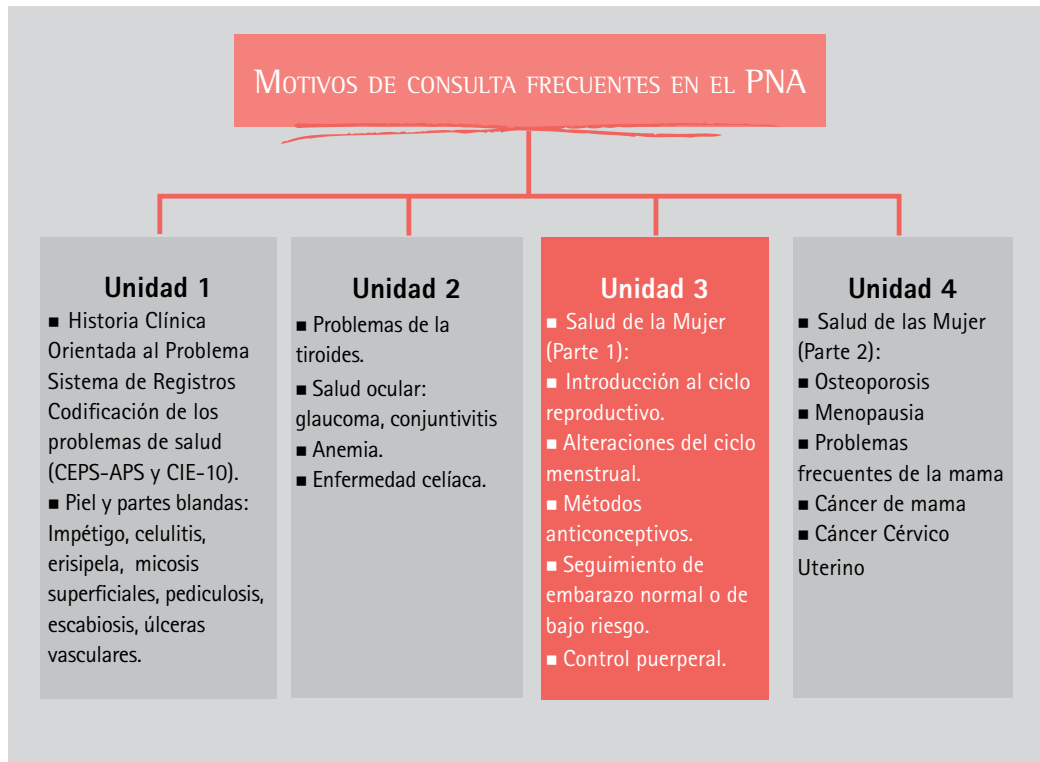 MOTIVOS DE CONSULTA FRECUENTES EN EL PNA
Unidad 1
■ Historia Clínica
Orientada al Problema
Sistema de Registros
Codificación de los
problemas de salud
(CEPS-APS y CIE-10).
■ Piel y partes blandas:
Impétigo, celulitis,
erisipela, micosis
superficiales, pediculosis,
escabiosis, úlceras
vasculares.
Unidad 2
■ Problemas de la
tiroides.
■ Salud ocular:
glaucoma, conjuntivitis
■ Anemia.
■ Enfermedad celíaca.
Unidad 3
■ Salud de la Mujer
(Parte 1):
■ Introducción al ciclo
reproductivo.
■ Alteraciones del ciclo
menstrual.
■ Métodos
anticonceptivos.
■ Seguimiento de
embarazo normal o de
bajo riesgo.
■ Control puerperal.
Unidad 4
■ Salud de las Mujer
(Parte 2):
■ Osteoporosis
■ Menopausia
■ Problemas
frecuentes de la mama
■ Cáncer de mama
■ Cáncer Cérvico
Uterino